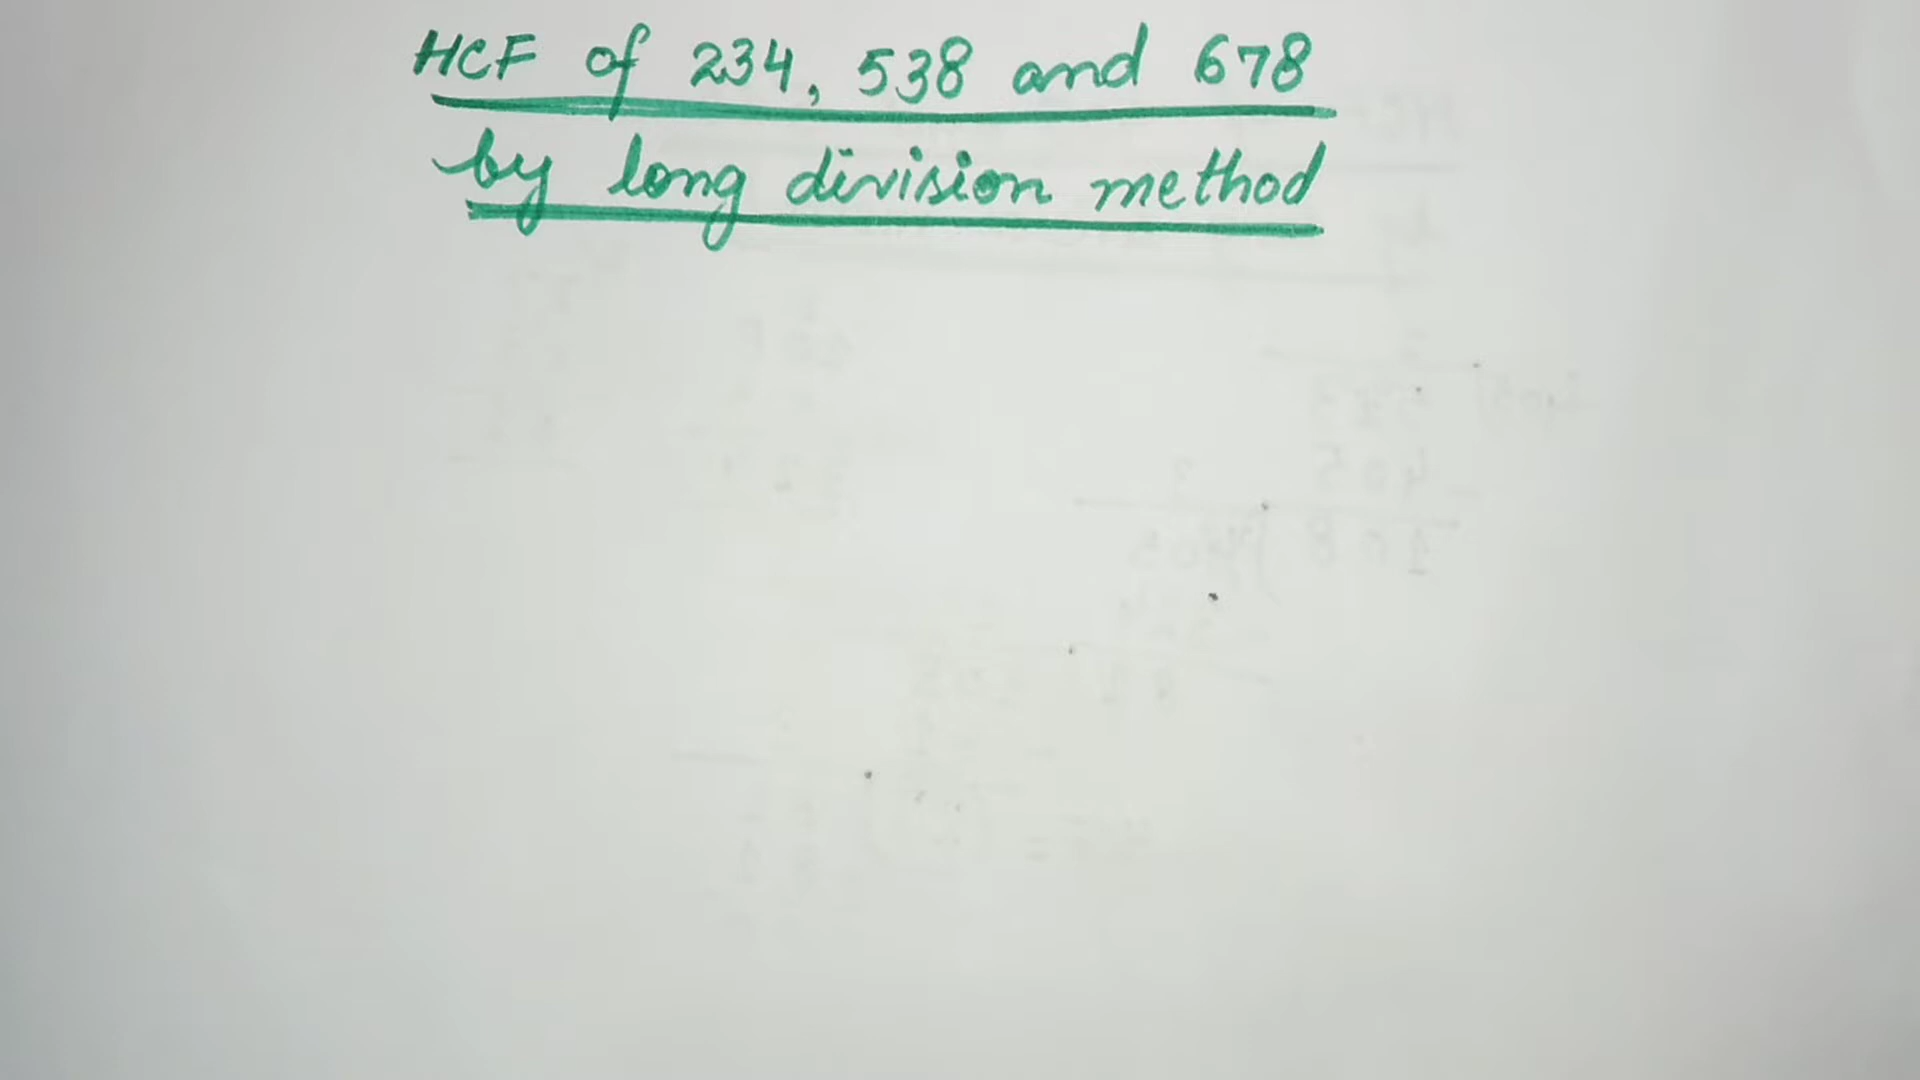 HCF of 234, 538 and 678
by long division method